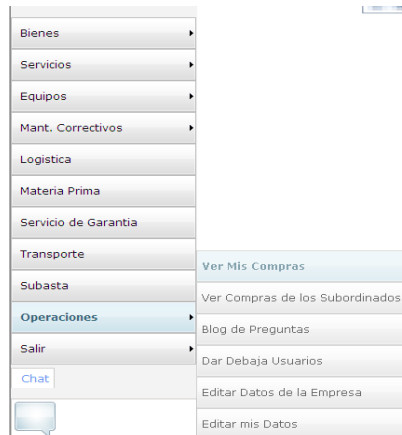 Bienes
Servicios
Equipos
Mant. Correctivos
Logistica
Materia Prima
Servicio de Garantia
Transporte
Subasta
Operaciones
Salir
Chat
Ver Mis Compras
Ver Compras de los Subordinados
Blog de Preguntas
Dar Debaja Usuarios
Editar Datos de la Empresa
Editar mis Datos